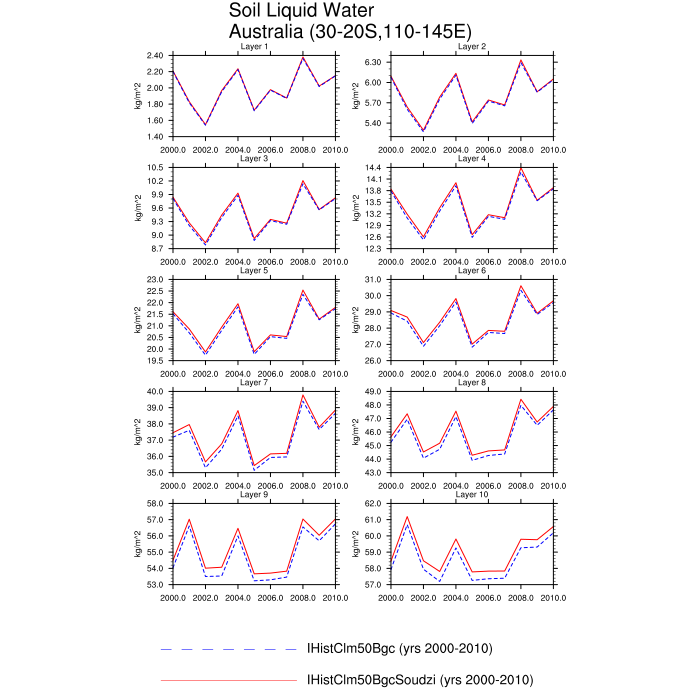 Soil Liquid Water
Australia (30-20S,110-145E)
Layer 1
2.40
2.20
2.00
1.80
1.60
1.40
kg/m^2
2000.0 2002.0 2004.0 2006.0 2008.0 2010.0
Layer 2
6.30
6.00
5.70
5.40
kg/m^2
2000.0 2002.0 2004.0 2006.0 2008.0 2010.0
Layer 3
10.5
10.2
9.9
9.6
9.3
9.0
8.7
kg/m^2
2000.0 2002.0 2004.0 2006.0 2008.0 2010.0
Layer 4
14.4
14.1
13.8
13.5
13.2
12.9
12.6
12.3
kg/m^2
2000.0 2002.0 2004.0 2006.0 2008.0 2010.0
Layer 5
23.0
22.5
22.0
21.5
21.0
20.5
20.0
19.5
kg/m^2
2000.0 2002.0 2004.0 2006.0 2008.0 2010.0
Layer 6
31.0
30.0
29.0
28.0
27.0
26.0
kg/m^2
2000.0 2002.0 2004.0 2006.0 2008.0 2010.0
Layer 7
40.0
39.0
38.0
37.0
36.0
35.0
kg/m^2
2000.0 2002.0 2004.0 2006.0 2008.0 2010.0
Layer 8
49.0
48.0
47.0
46.0
45.0
44.0
43.0
kg/m^2
2000.0 2002.0 2004.0 2006.0 2008.0 2010.0
Layer 9
58.0
57.0
56.0
55.0
54.0
53.0
kg/m^2
2000.0 2002.0 2004.0 2006.0 2008.0 2010.0
Layer 10
62.0
61.0
60.0
59.0
58.0
57.0
kg/m^2
2000.0 2002.0 2004.0 2006.0 2008.0 2010.0
IHistClm50Bgc (yrs 2000-2010)
IHistClm50BgcSoudzi (yrs 2000-2010)